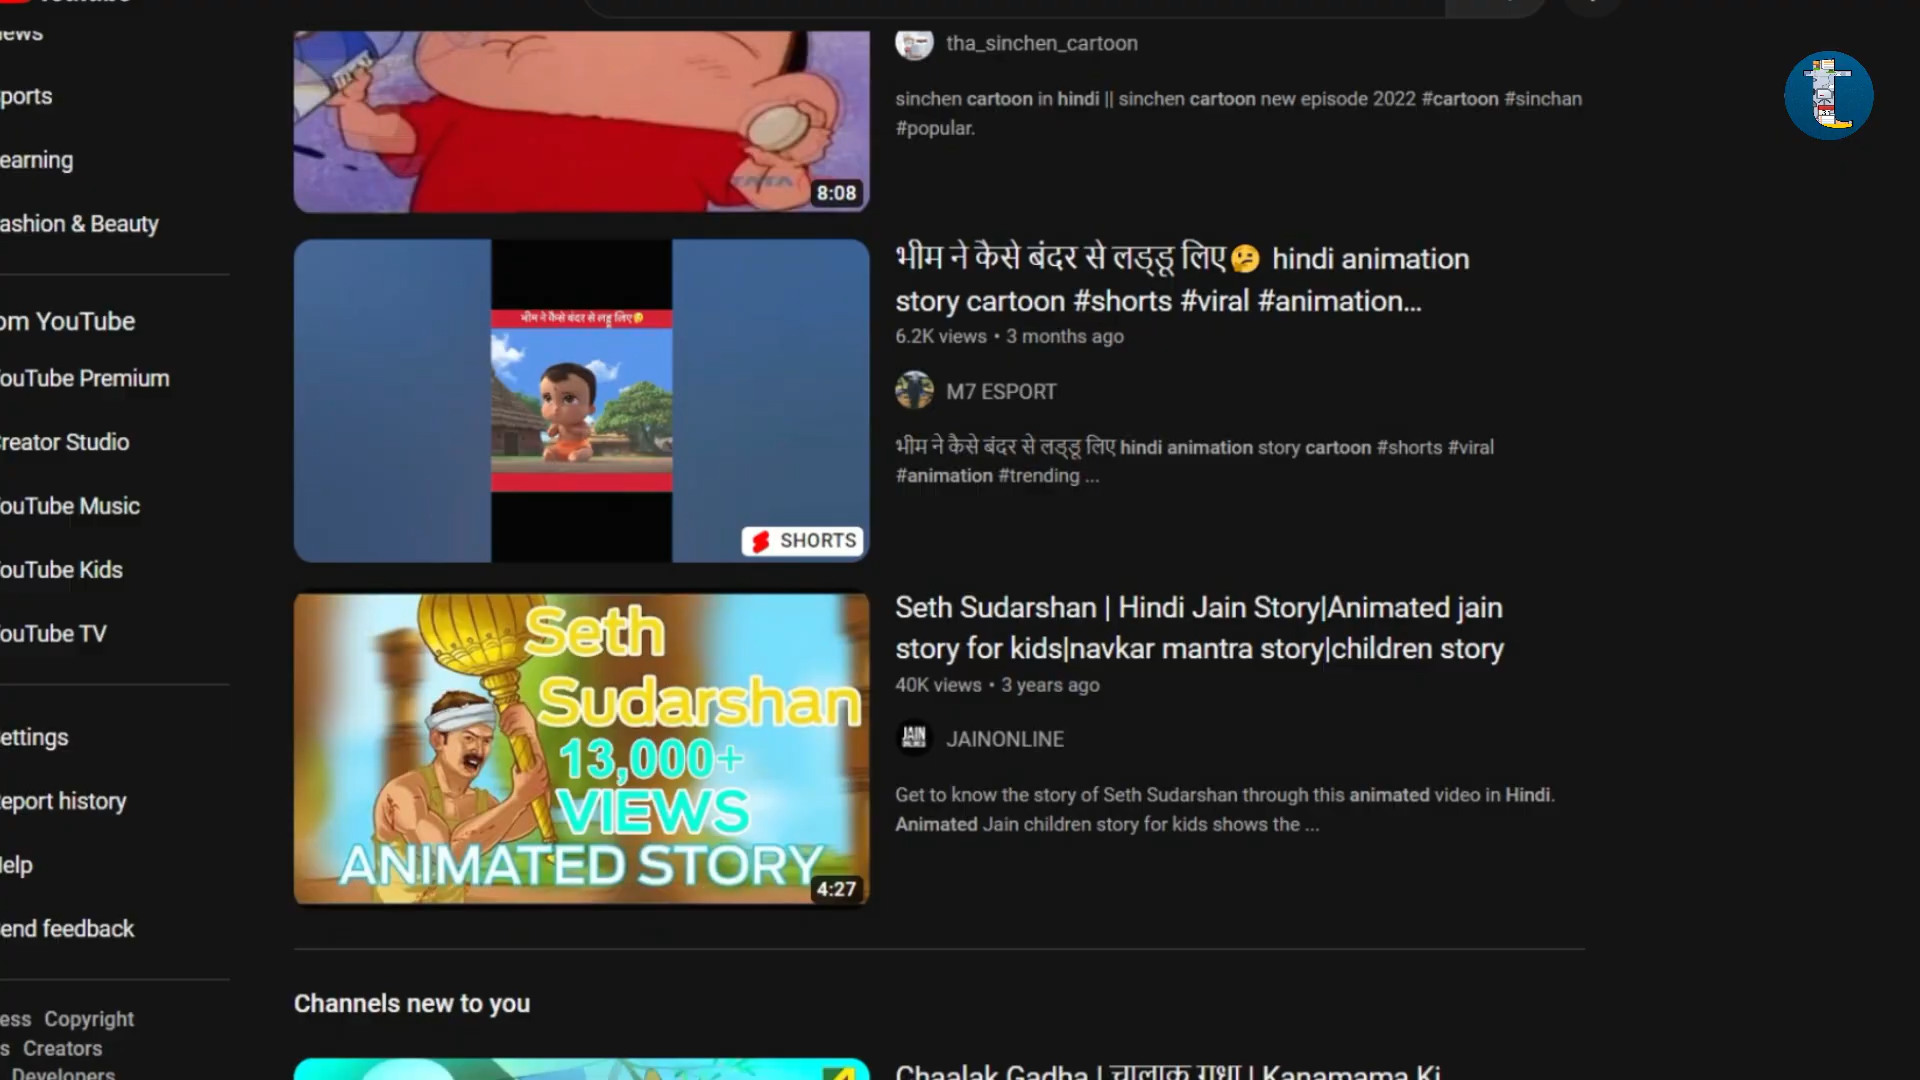 ports
earning
ashion & Beauty
om YouTube
ouTube Premium
reator Studio
ouTube Music
ouTube Kids
ouTube TV
ettings
eport history
elp
end feedback
ess Copyright
s Creators
Developers
TATA
8:08
tha_sinchen_cartoon
sinchen cartoon in hindi || sinchen cartoon new episode 2022 #cartoon #sinchan
#popular.
भीम ने कैसे बंदर से लड्डू लिए🤔
SHORTS
भीम ने कैसे बंदर से लड्डू लिए🤔 hindi animation
story cartoon #shorts #viral #animation...
6.2K views • 3 months ago
M7 ESPORT
भीम ने कैसे बंदर से लड्डू लिए hindi animation story cartoon #shorts #viral
#animation #trending ...
Seth
Sudarshan
13,000+
VIEWS
ANIMATED STORY
4:27
Seth Sudarshan | Hindi Jain Story|Animated jain
story for kids|navkar mantra story|children story
40K views • 3 years ago
JAIN
JAINONLINE
Get to know the story of Seth Sudarshan through this animated video in Hindi.
Animated Jain children story for kids shows the ...
Channels new to you
Chaalak Gadha | चालाक गधा | Kanamama Ki